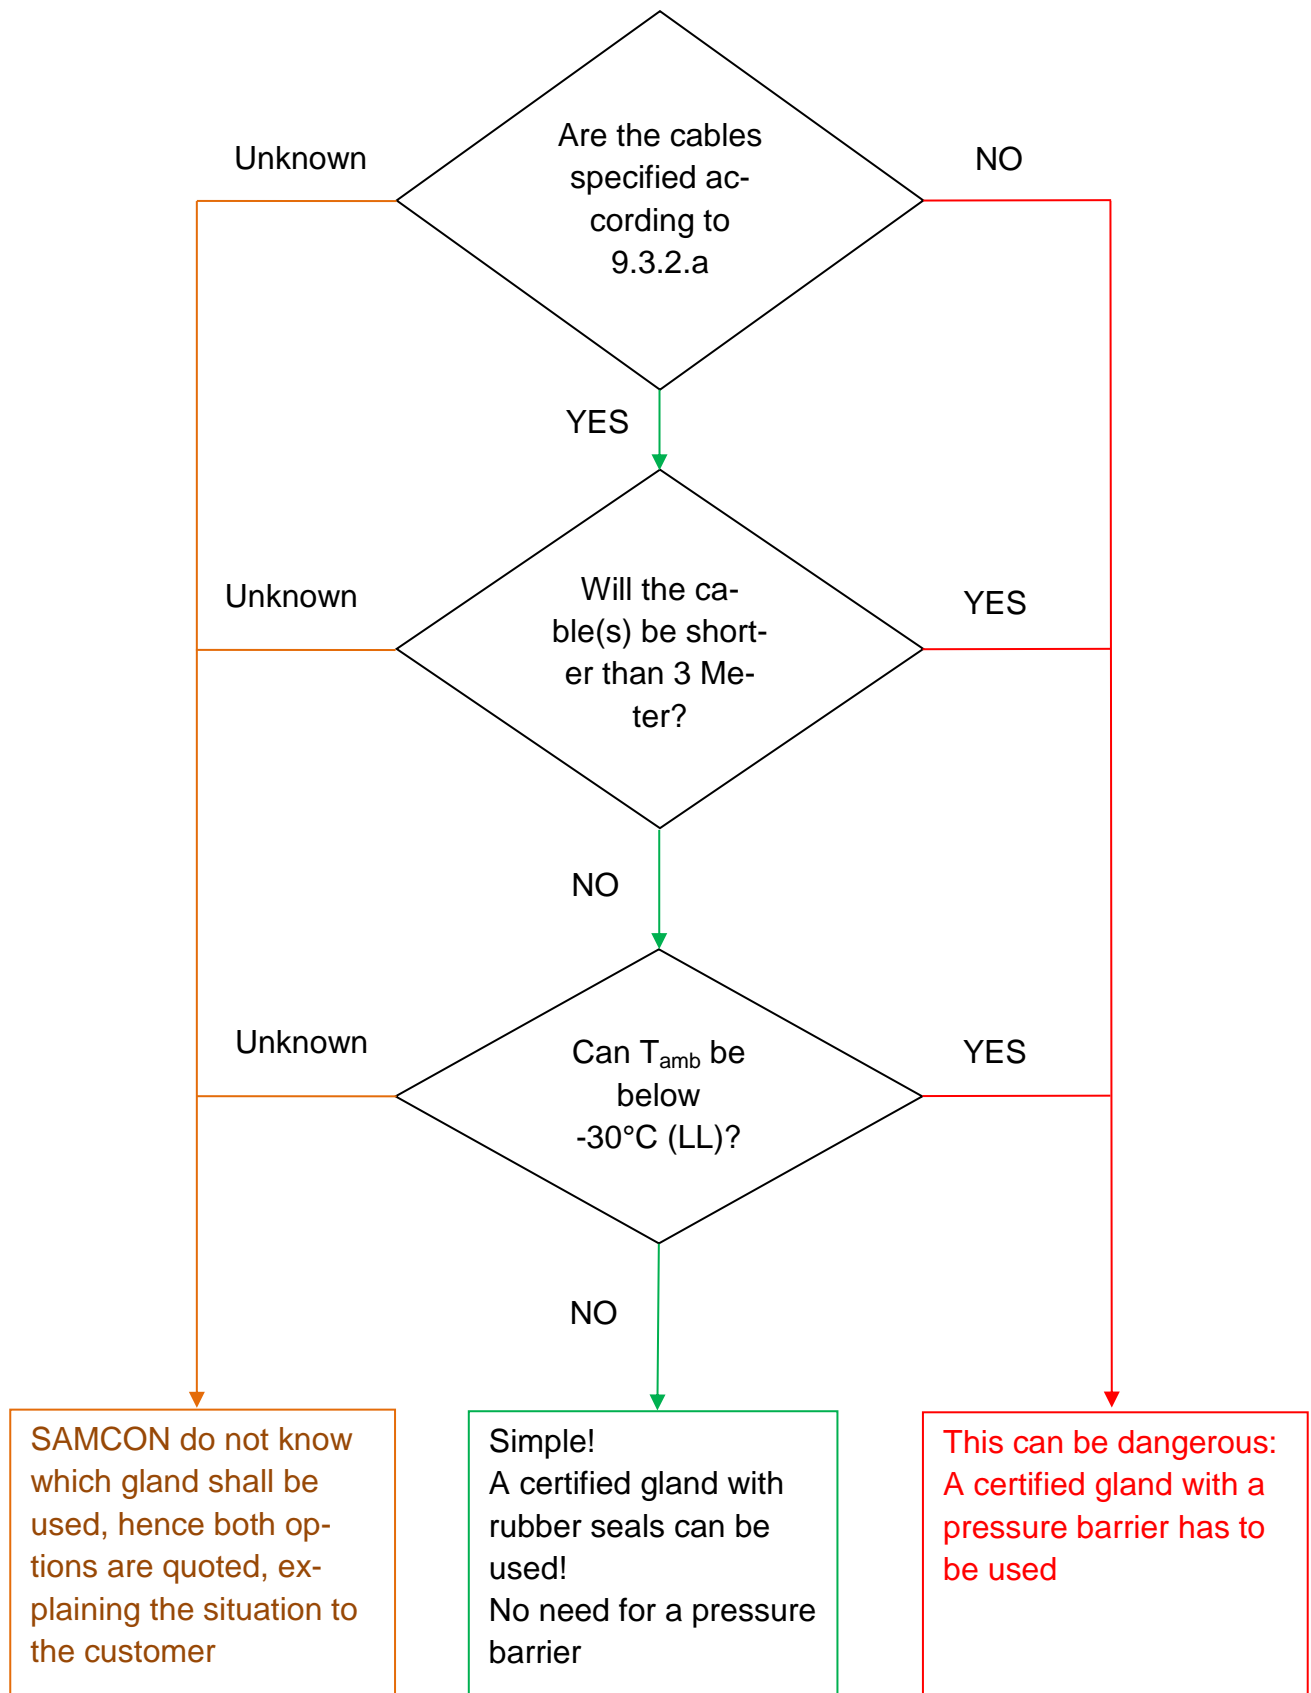 Are the cables
specified ac-
cording to
9.3.2.a
Unknown
NO
YES
Will the ca-
ble(s) be short-
er than 3 Me-
ter?
Unknown
YES
NO
Can Tamb be
below
-30°C (LL)?
Unknown
YES
NO
SAMCON do not know
which gland shall be
used, hence both op-
tions are quoted, ex-
plaining the situation to
the customer
Simple!
A certified gland with
rubber seals can be
used!
No need for a pressure
barrier
This can be dangerous:
A certified gland with a
pressure barrier has to
be used